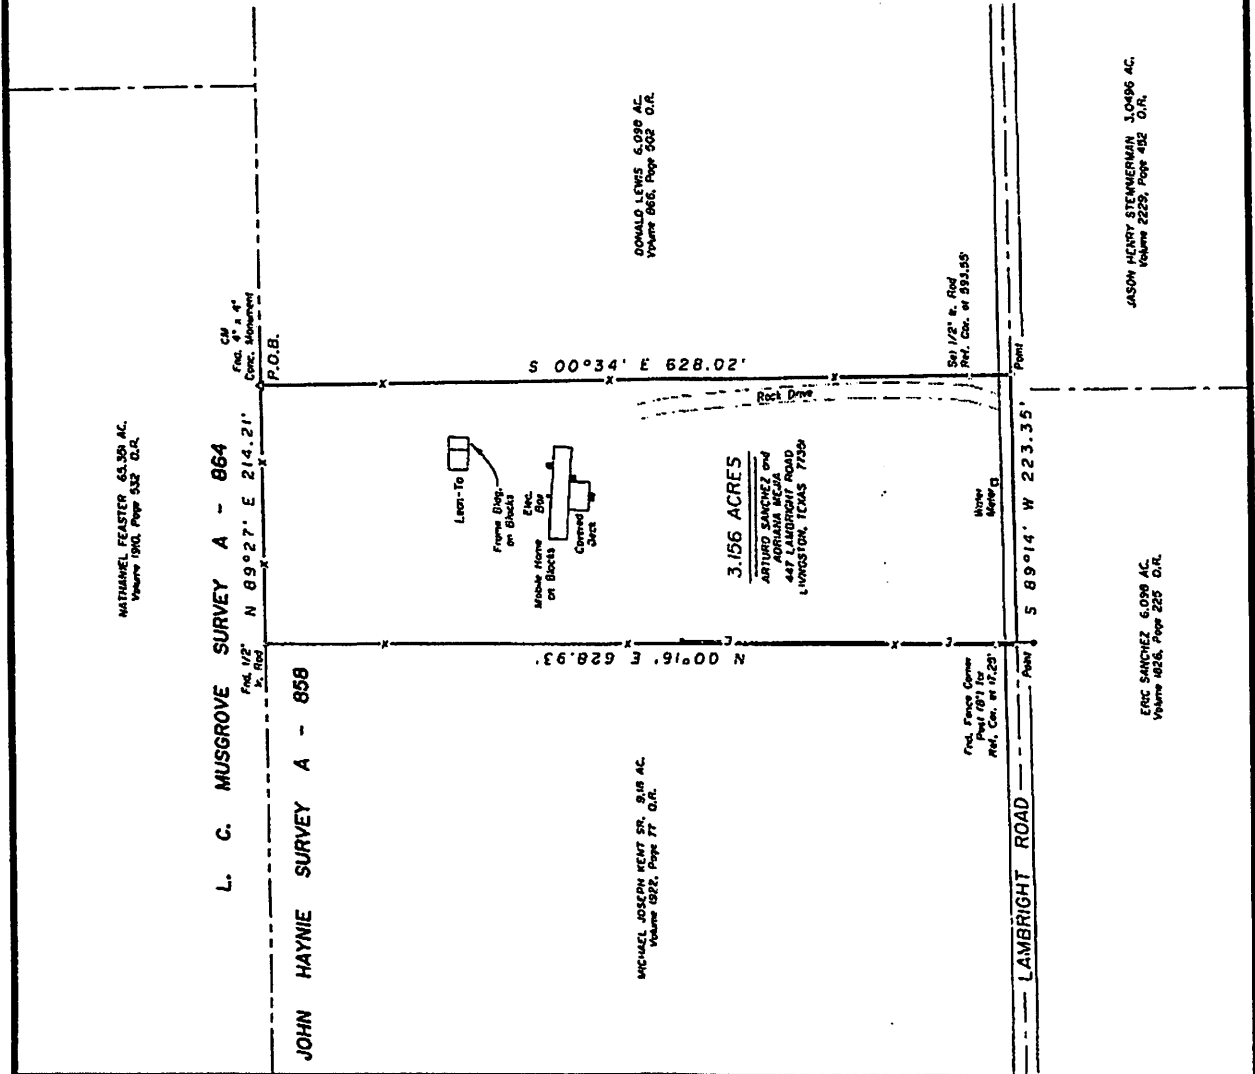 NATHANIEL FEASTER 65.351 AC.
Volume 1910, Page 532 O.R.
L. C. MUSGROVE SURVEY A - 864
JOHN HAYNIE SURVEY A - 858
Fnd. 1/2"
Ir. Rod
N 89°27' E 214.21'
CM
Fnd. 4" x 4"
Conc. Monument
P.O.B.
S 00°34' E 628.02'
DONALD LEWIS 6.098 AC.
Volume 866, Page 502 O.R.
Lean-To
Frame Bldg.
on Blocks
Elec.
Box
Mobile Home
on Blocks
Covered
Deck
Rock Drive
3.156 ACRES
ARTURO SANCHEZ and
ADRIANA MEJIA
447 LAMBRIGHT ROAD
LIVINGSTON, TEXAS 77351
N 00°16' E 628.93'
MICHAEL JOSEPH KENT SR. 9.18 AC.
Volume 1922, Page 77 O.R.
Set 1/2" Ir. Rod
Ref. Cor. at 593.55'
Point
Water
Meter
Fnd. Fence Corner
Post (8") for
Ref. Cor. at 17.29'
Point
S 89°14' W 223.35'
LAMBRIGHT ROAD
JASON HENRY STEMMERMAN 3.0496 AC.
Volume 2229, Page 452 O.R.
ERIC SANCHEZ 6.098 AC.
Volume 1826, Page 225 O.R.